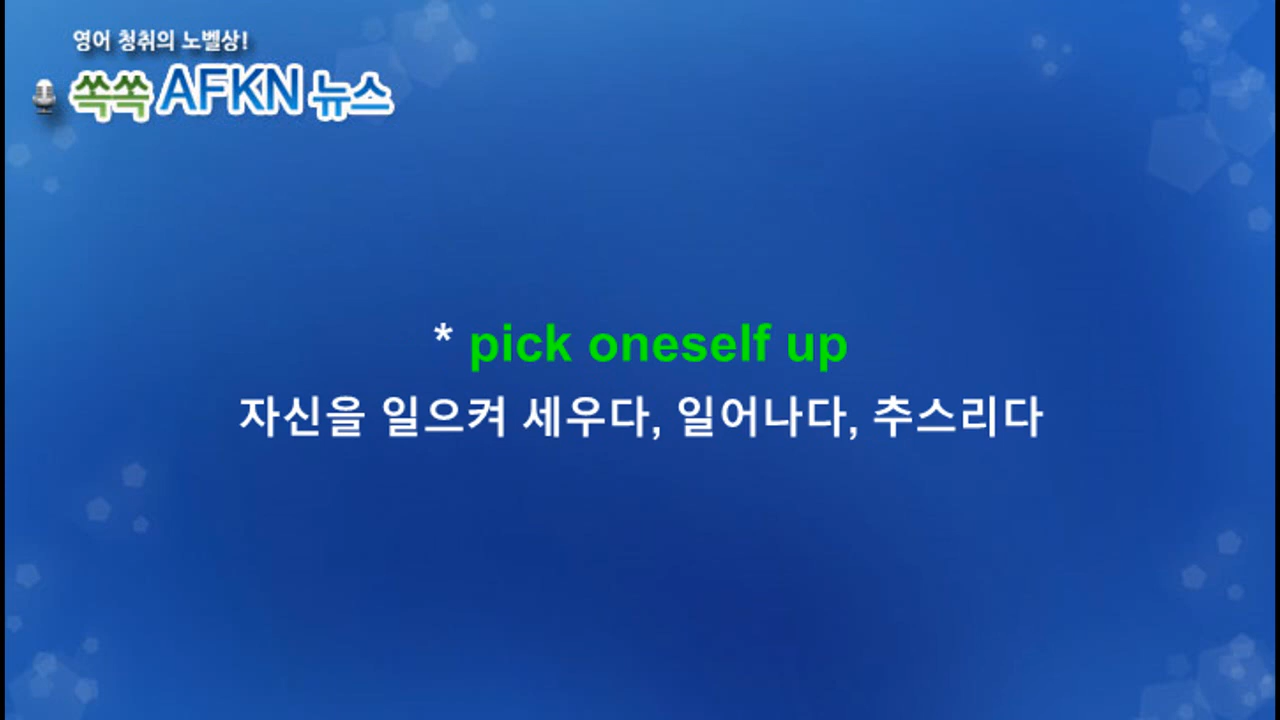 영어 청취의 노벨상!
쏙쏙 AFKN 뉴스
* pick oneself up
자신을 일으켜 세우다, 일어나다, 추스리다